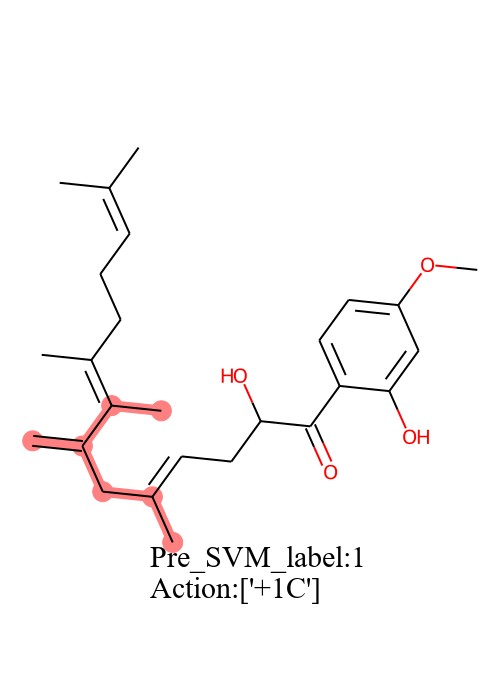 O
HO
OH
O
Pre_SVM_label:1
Action:['+1C']